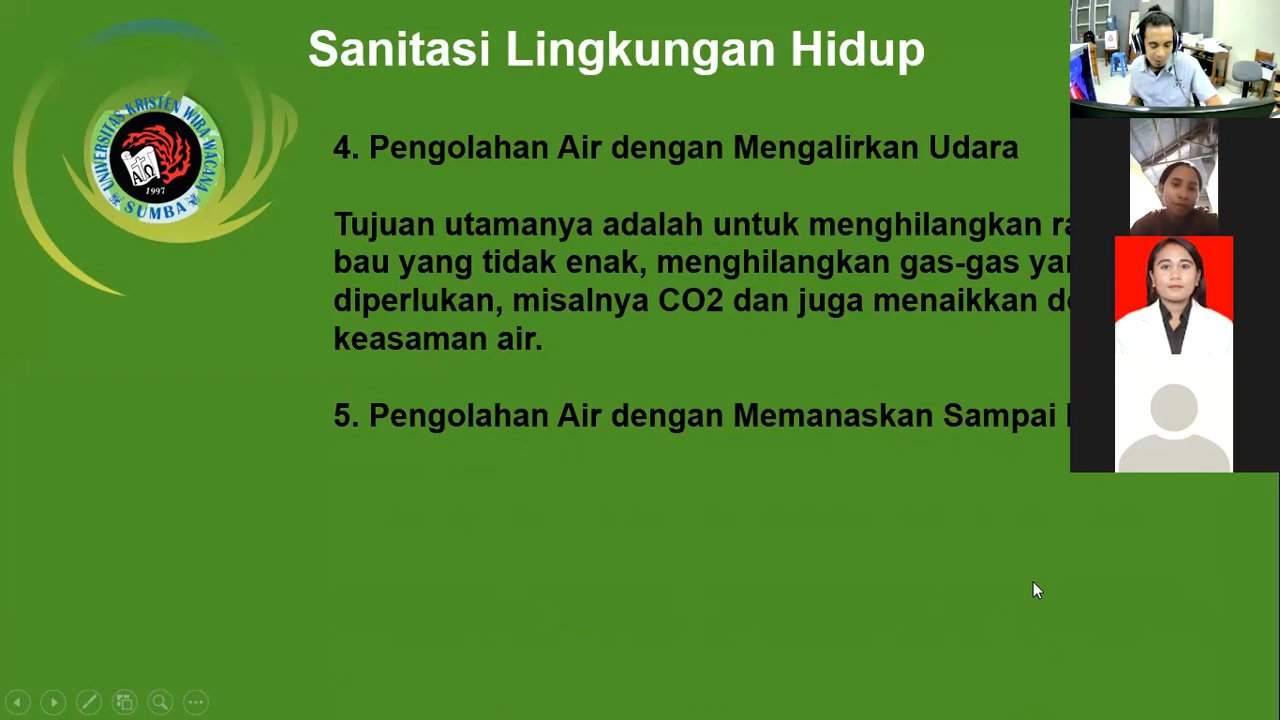 Sanitasi Lingkungan Hidup
4. Pengolahan Air dengan Mengalirkan Udara
Tujuan utamanya adalah untuk menghilangkan
bau yang tidak enak, menghilangkan gas-gas
diperlukan, misalnya CO2 dan juga menaikkan
keasaman air.
5. Pengolahan Air dengan Memanaskan Sampai
UNIVERSITAS KRISTEN WIRA WACANA
ΑΩ
1997
SUMBA